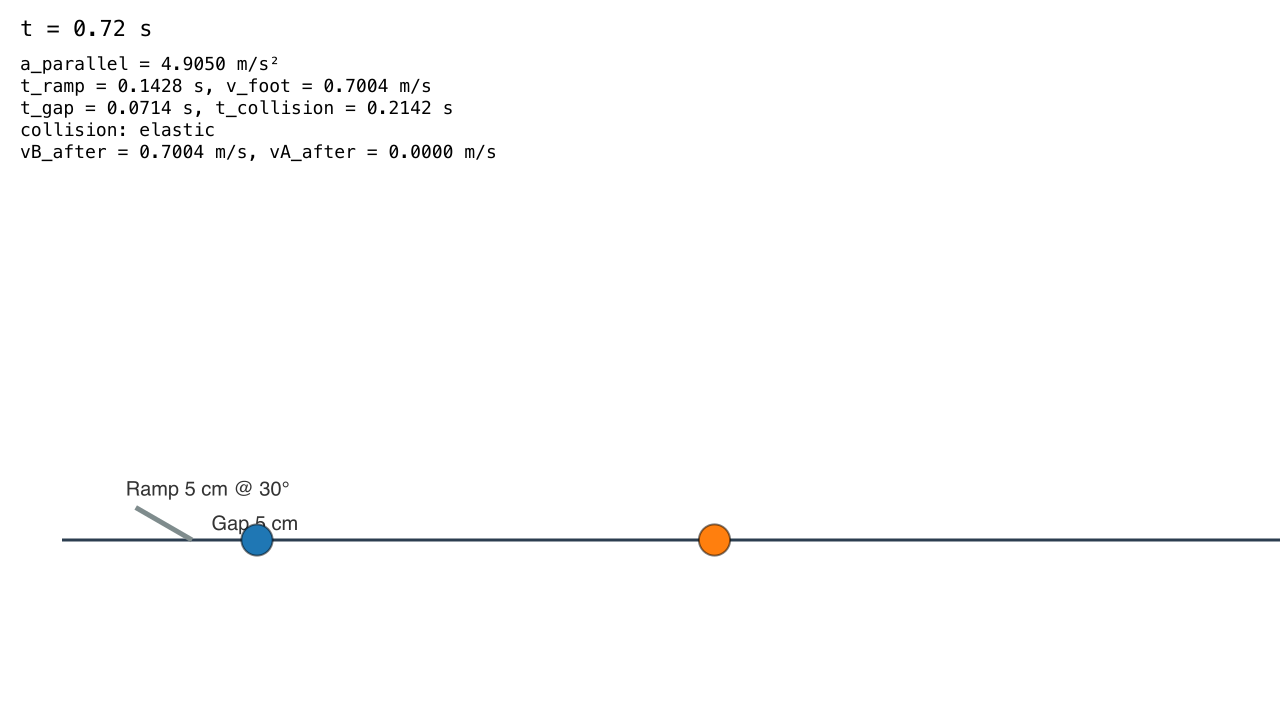 t = 0.72 s
a_parallel = 4.9050 m/s²
t_ramp = 0.1428 s, v_foot = 0.7004 m/s
t_gap = 0.0714 s, t_collision = 0.2142 s
collision: elastic
vB_after = 0.7004 m/s, vA_after = 0.0000 m/s
Ramp 5 cm @ 30°
Gap 5 cm